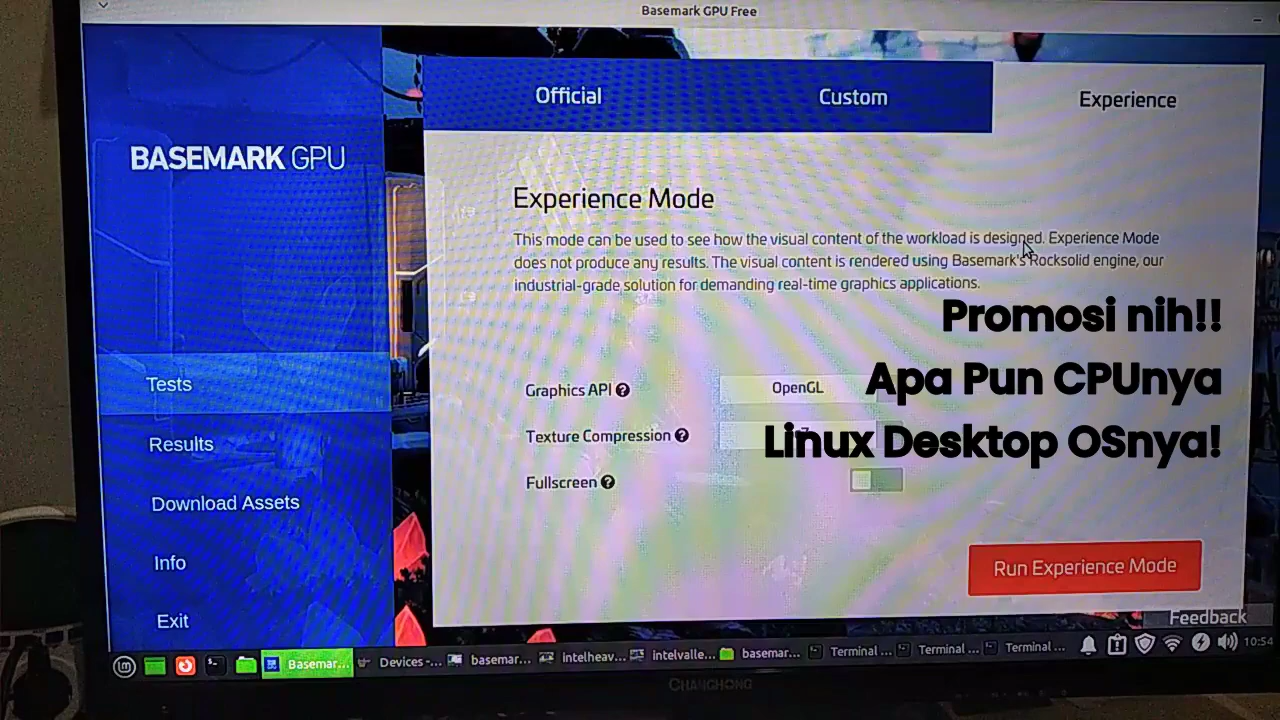 Basemark GPU Free
Official
Custom
Experience
BASEMARK GPU
Experience Mode
This mode can be used to see how the visual content of the workload is designed. Experience Mode
does not produce any results. The visual content is rendered using Basemark's Rocksolid engine, our
industrial-grade solution for demanding real-time graphics applications.
Promosi nih!!
Apa Pun CPUnya
Linux Desktop OSnya!
Graphics API ?
OpenGL
Texture Compression ?
Fullscreen ?
Tests
Results
Download Assets
Info
Exit
Run Experience Mode
Feedback
Basemar...
Devices -...
basemar...
intelheav...
intelvalle...
basemar...
Terminal ...
Terminal ...
Terminal ...
10:54
CHANGHONG